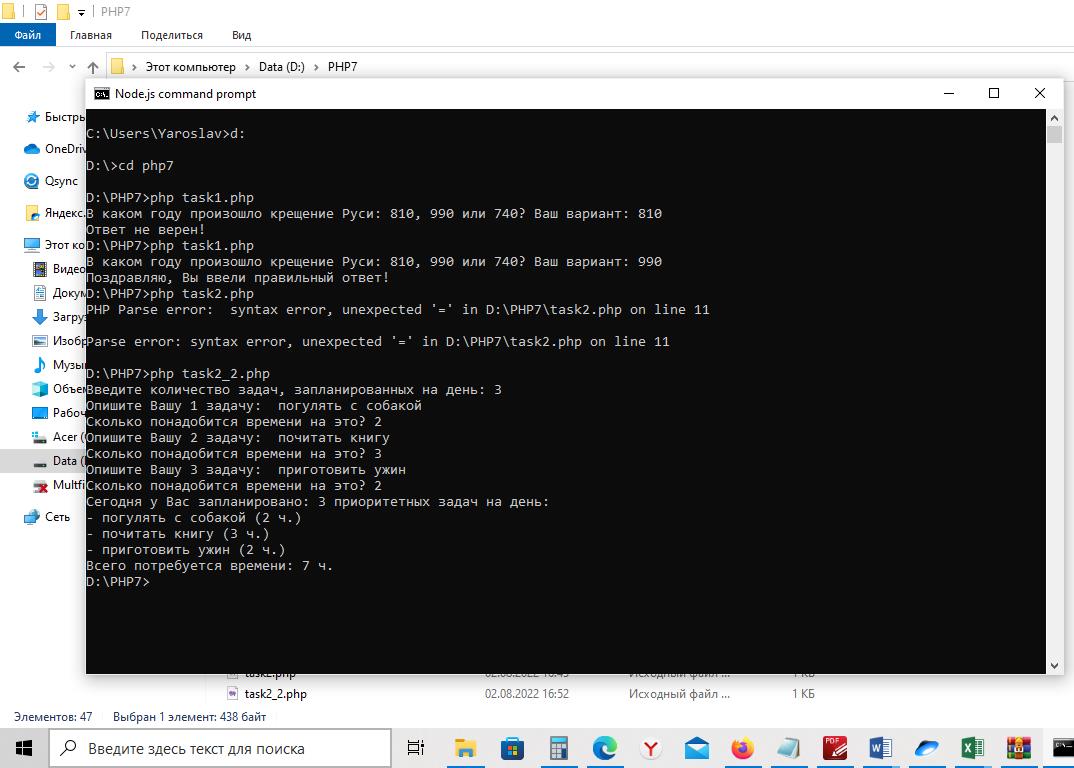 PHP7
Файл Главная Поделиться Вид
Этот компьютер Data (D:) PHP7
Node.js command prompt
C:\Users\Yaroslav>d:
D:\>cd php7
D:\PHP7>php task1.php
В каком году произошло крещение Руси: 810, 990 или 740? Ваш вариант: 810
Ответ не верен!
D:\PHP7>php task1.php
В каком году произошло крещение Руси: 810, 990 или 740? Ваш вариант: 990
Поздравляю, Вы ввели правильный ответ!
D:\PHP7>php task2.php
PHP Parse error:  syntax error, unexpected '=' in D:\PHP7\task2.php on line 11
Parse error: syntax error, unexpected '=' in D:\PHP7\task2.php on line 11
D:\PHP7>php task2_2.php
Введите количество задач, запланированных на день: 3
Опишите Вашу 1 задачу:  погулять с собакой
Сколько понадобится времени на это? 2
Опишите Вашу 2 задачу:  почитать книгу
Сколько понадобится времени на это? 3
Опишите Вашу 3 задачу:  приготовить ужин
Сколько понадобится времени на это? 2
Сегодня у Вас запланировано: 3 приоритетных задач на день:
- погулять с собакой (2 ч.)
- почитать книгу (3 ч.)
- приготовить ужин (2 ч.)
Всего потребуется времени: 7 ч.
D:\PHP7>
Быстры
OneDriv
Qsync
Яндекс.
Этот ко
Видео
Докум
Загру
Изобр
Музы
Объем
Рабоч
Acer (
Data (
Multfi
Сеть
task2.php 02.08.2022 16:45 Исходный файл ... 1 КБ
task2_2.php 02.08.2022 16:52 Исходный файл ... 1 КБ
Элементов: 47 Выбран 1 элемент: 438 байт
Введите здесь текст для поиска